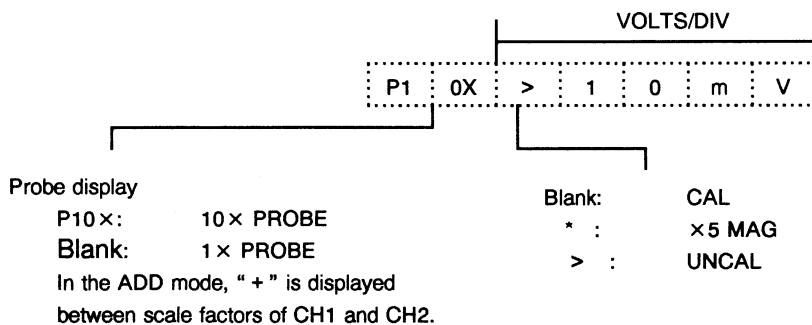 VOLTS/DIV
P1 0X > 1 0 m V
Probe display
P10×: 10× PROBE
Blank: 1× PROBE
In the ADD mode, “ + ” is displayed
between scale factors of CH1 and CH2.
Blank: CAL
* : ×5 MAG
> : UNCAL